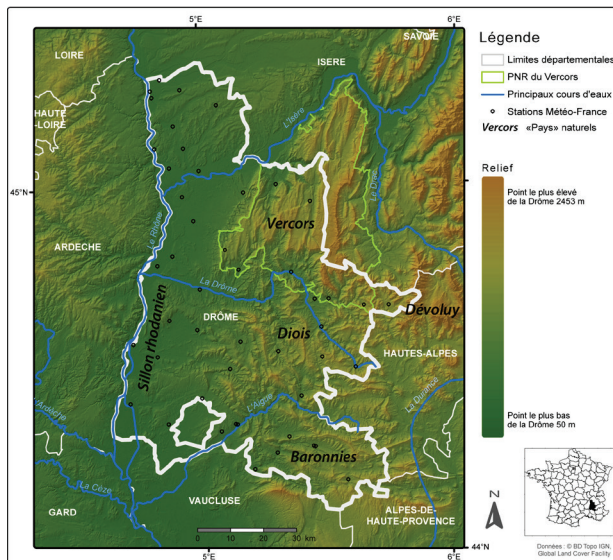 5°E
6°E
LOIRE
SAVOIE
ISERE
HAUTE
-LOIRE
L'Isère
Le Drac
45°N
Le Rhône
Vercors
ARDECHE
La Drôme
Dévoluy
DRÔME
Sillon rhodanien
Diois
HAUTES-ALPES
La Durance
L'Aigue
L'Ardèche
Baronnies
La Cèze
VAUCLUSE
GARD
ALPES-DE-
HAUTE-PROVENCE
0 10 20 30 km
N
44°N
5°E
6°E
Légende
Limites départementales
PNR du Vercors
Principaux cours d'eaux
Stations Météo-France
Vercors «Pays» naturels
Relief
Point le plus élevé
de la Drôme 2453 m
Point le plus bas
de la Drôme 50 m
Données : © BD Topo IGN,
Global Land Cover Facility